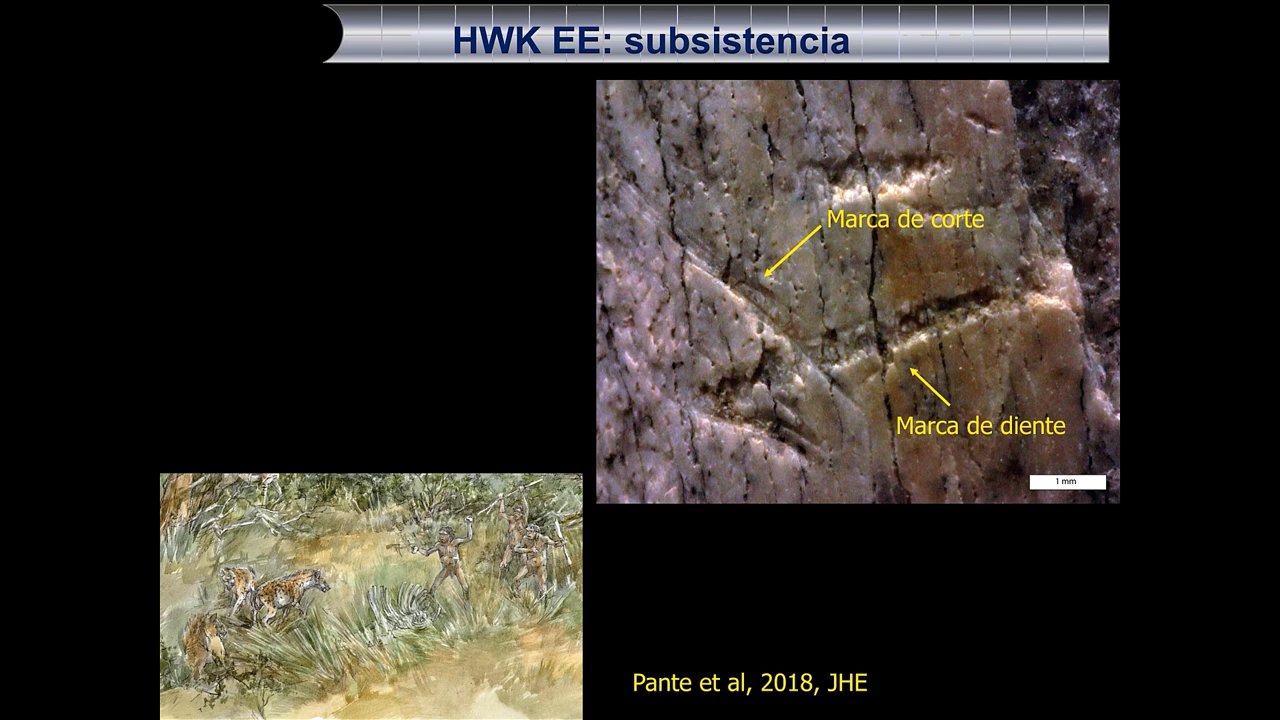 HWK EE: subsistencia
Marca de corte
Marca de diente
1 mm
Pante et al, 2018, JHE